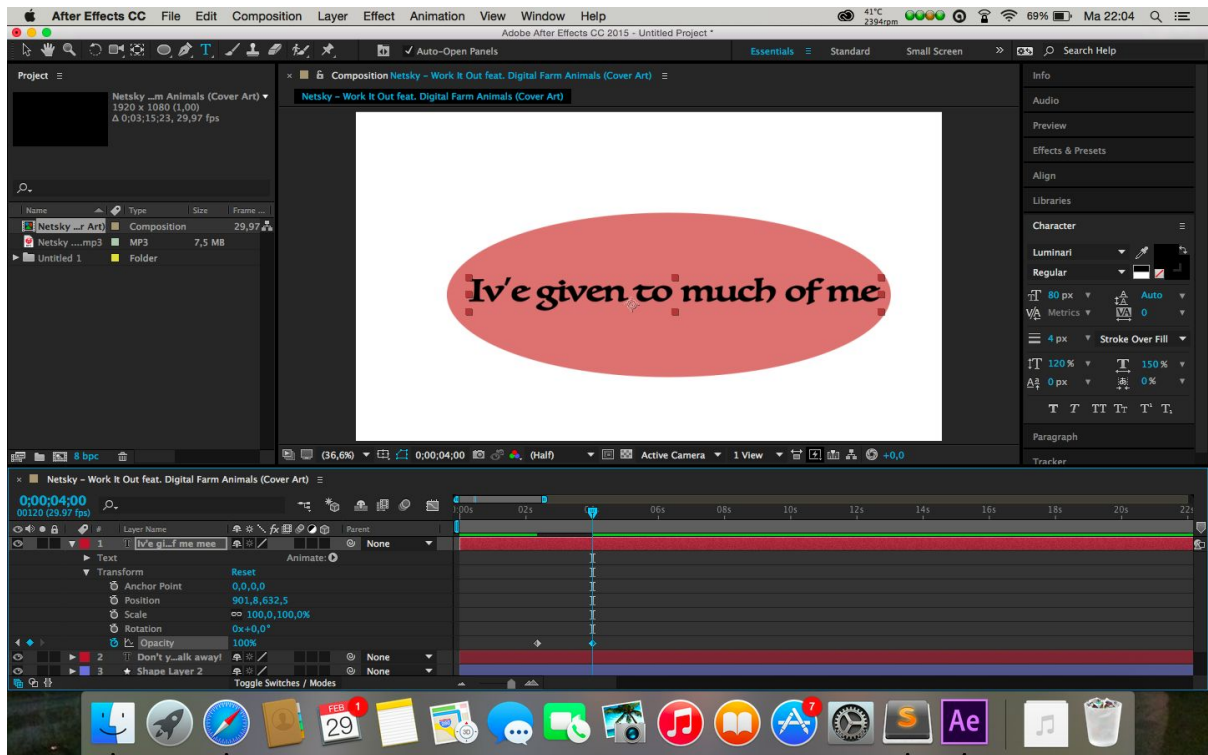 After Effects CC File Edit Composition Layer Effect Animation View Window Help 41°C 2394rpm 69% Ma 22:04
Adobe After Effects CC 2015 - Untitled Project *
T Auto-Open Panels Essentials Standard Small Screen » Search Help
Project
Netsky ...m Animals (Cover Art)
1920 x 1080 (1,00)
Δ 0;03;15;23, 29,97 fps
Name Type Size Frame ...
Netsky ...r Art) Composition 29,97
Netsky ....mp3 MP3 7,5 MB
Untitled 1 Folder
8 bpc
Composition Netsky – Work It Out feat. Digital Farm Animals (Cover Art)
Netsky – Work It Out feat. Digital Farm Animals (Cover Art)
Iv'e given to much of me
(36,6%) 0;00;04;00 (Half) Active Camera 1 View +0,0
Info
Audio
Preview
Effects & Presets
Align
Libraries
Character
Luminari
Regular
80 px Auto
Metrics 0
4 px Stroke Over Fill
120 % 150 %
0 px 0 %
T T TT Tт T¹ T₁
Paragraph
Tracker
Netsky – Work It Out feat. Digital Farm Animals (Cover Art)
0;00;04;00
00120 (29.97 fps)
):00s 02s 06s 08s 10s 12s 14s 16s 18s 20s 22s
# Layer Name Parent
1 T Iv'e gi...f me mee None
Text Animate:
Transform Reset
Anchor Point 0,0,0,0
Position 901,8,632,5
Scale 100,0,100,0%
Rotation 0x+0,0°
Opacity 100%
2 T Don't y...alk away! None
3 Shape Layer 2 None
Toggle Switches / Modes
FEB 1
29
7
S
Ae